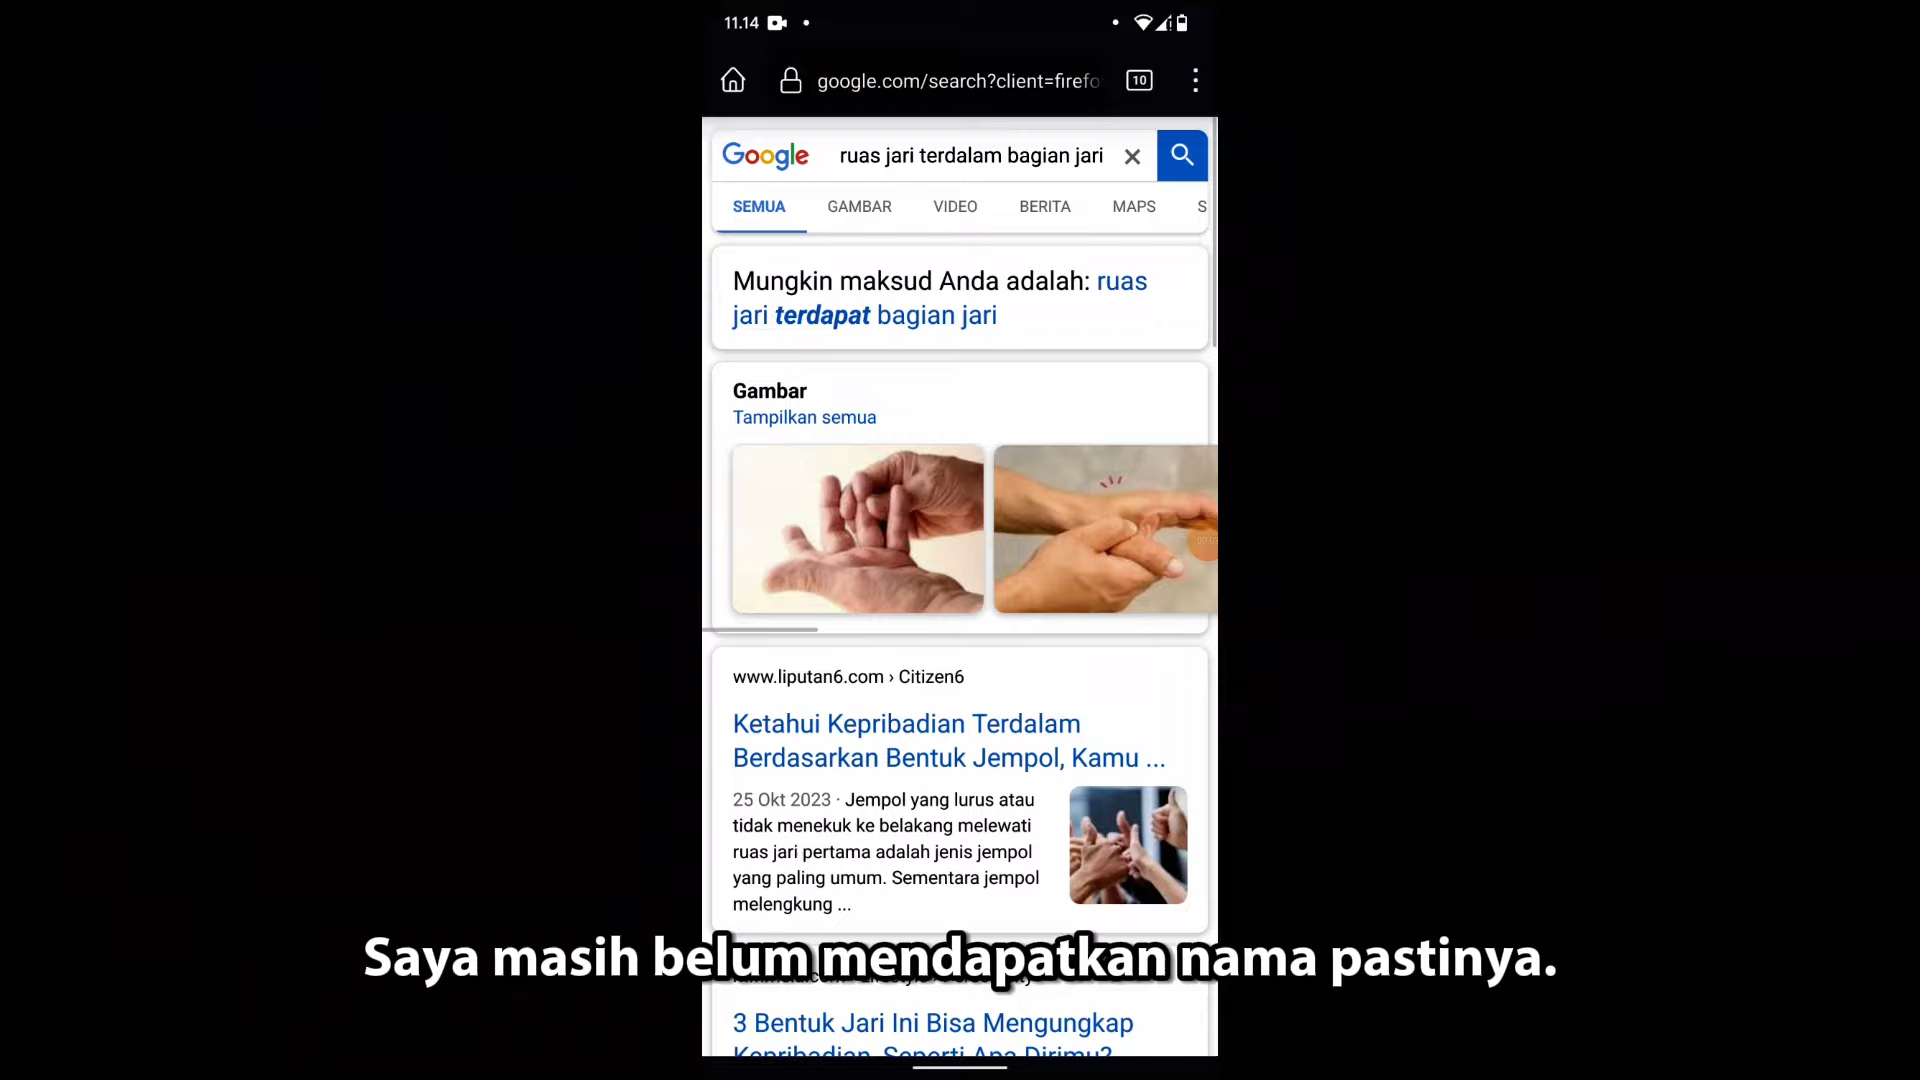 11.14
google.com/search?client=firefo
10
Google
ruas jari terdalam bagian jari
SEMUA GAMBAR VIDEO BERITA MAPS S
Mungkin maksud Anda adalah: ruas
jari terdapat bagian jari
Gambar
Tampilkan semua
www.liputan6.com › Citizen6
Ketahui Kepribadian Terdalam
Berdasarkan Bentuk Jempol, Kamu ...
25 Okt 2023 · Jempol yang lurus atau
tidak menekuk ke belakang melewati
ruas jari pertama adalah jenis jempol
yang paling umum. Sementara jempol
melengkung ...
Saya masih belum mendapatkan nama pastinya.
3 Bentuk Jari Ini Bisa Mengungkap
Kepribadian, Seperti Apa Dirimu?